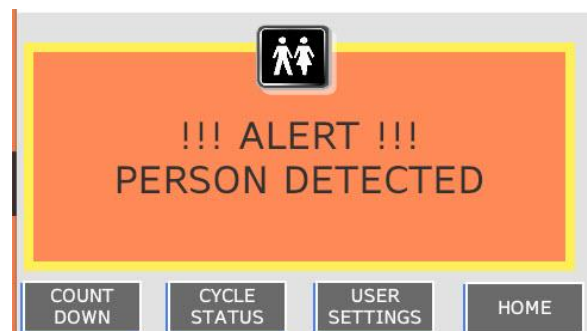 !!! ALERT !!!
PERSON DETECTED
COUNT
DOWN
CYCLE
STATUS
USER
SETTINGS
HOME